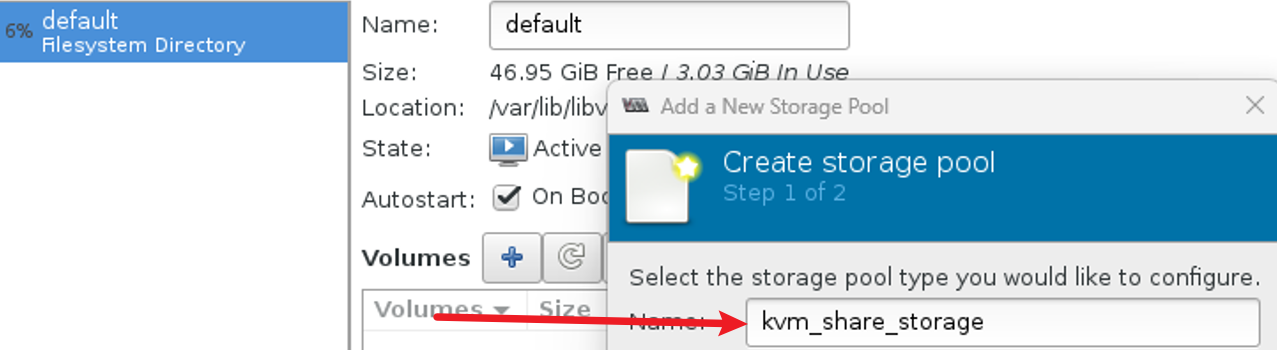 6% default
Filesystem Directory
Name: default
Size: 46.95 GiB Free / 3.03 GiB In Use
Location: /var/lib/libv
State: Active
Autostart: On Boo
Volumes
Volumes Size
Add a New Storage Pool
Create storage pool
Step 1 of 2
Select the storage pool type you would like to configure.
Name: kvm_share_storage